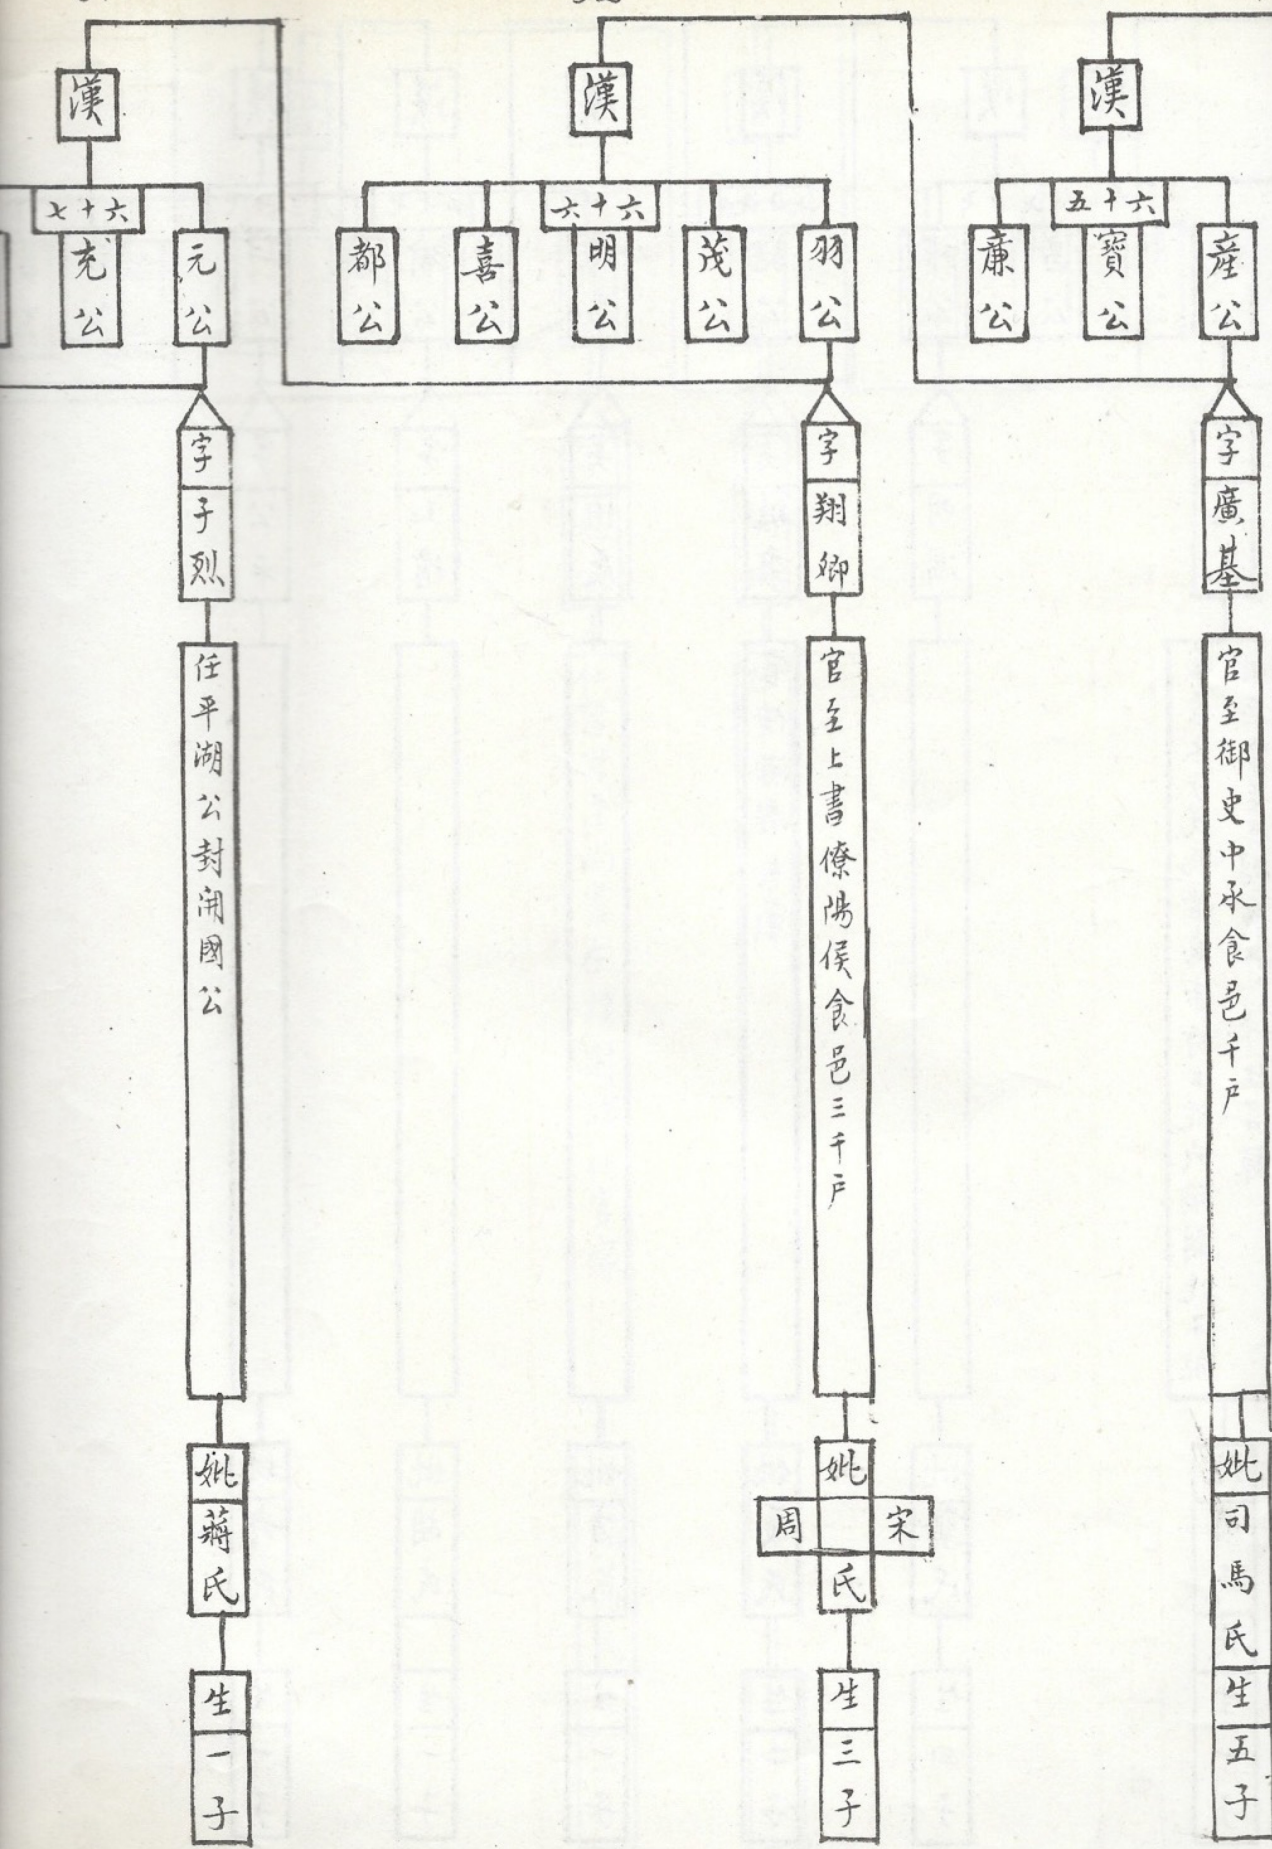 漢
六十五
産公
寶公
亷公
字廣基
官至御史中承食邑千户
妣司馬氏
生五子
漢
六十六
羽公
茂公
明公
喜公
都公
字翔卿
官至上書僚陽侯食邑三千户
妣宋周氏
生三子
漢
六十七
元公
充公
字子烈
任平湖公封開國公
妣蔣氏
生一子